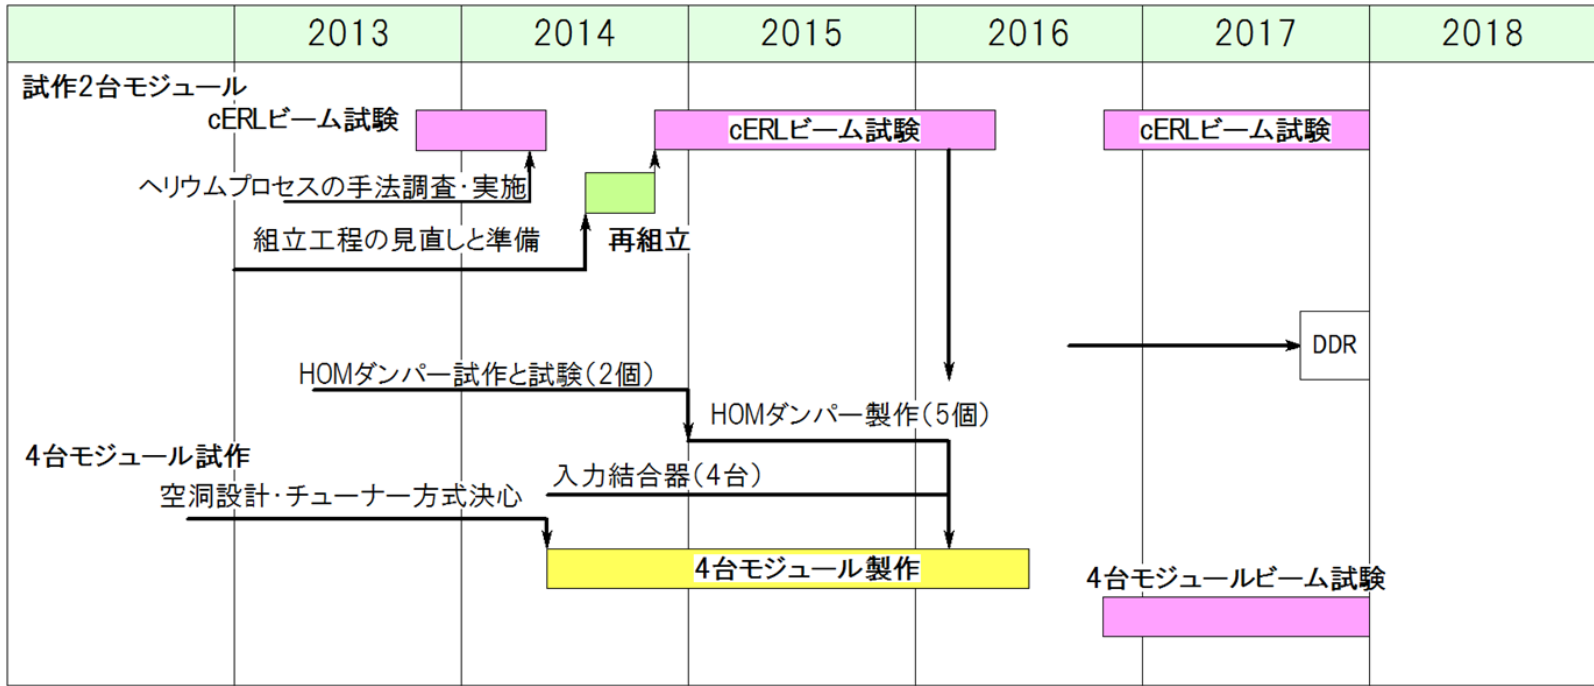 2013 2014 2015 2016 2017 2018
試作2台モジュール
cERLビーム試験
cERLビーム試験
cERLビーム試験
ヘリウムプロセスの手法調査・実施
組立工程の見直しと準備
再組立
DDR
HOMダンパー試作と試験(2個)
HOMダンパー製作(5個)
4台モジュール試作
入力結合器(4台)
空洞設計・チューナー方式決心
4台モジュール製作
4台モジュールビーム試験